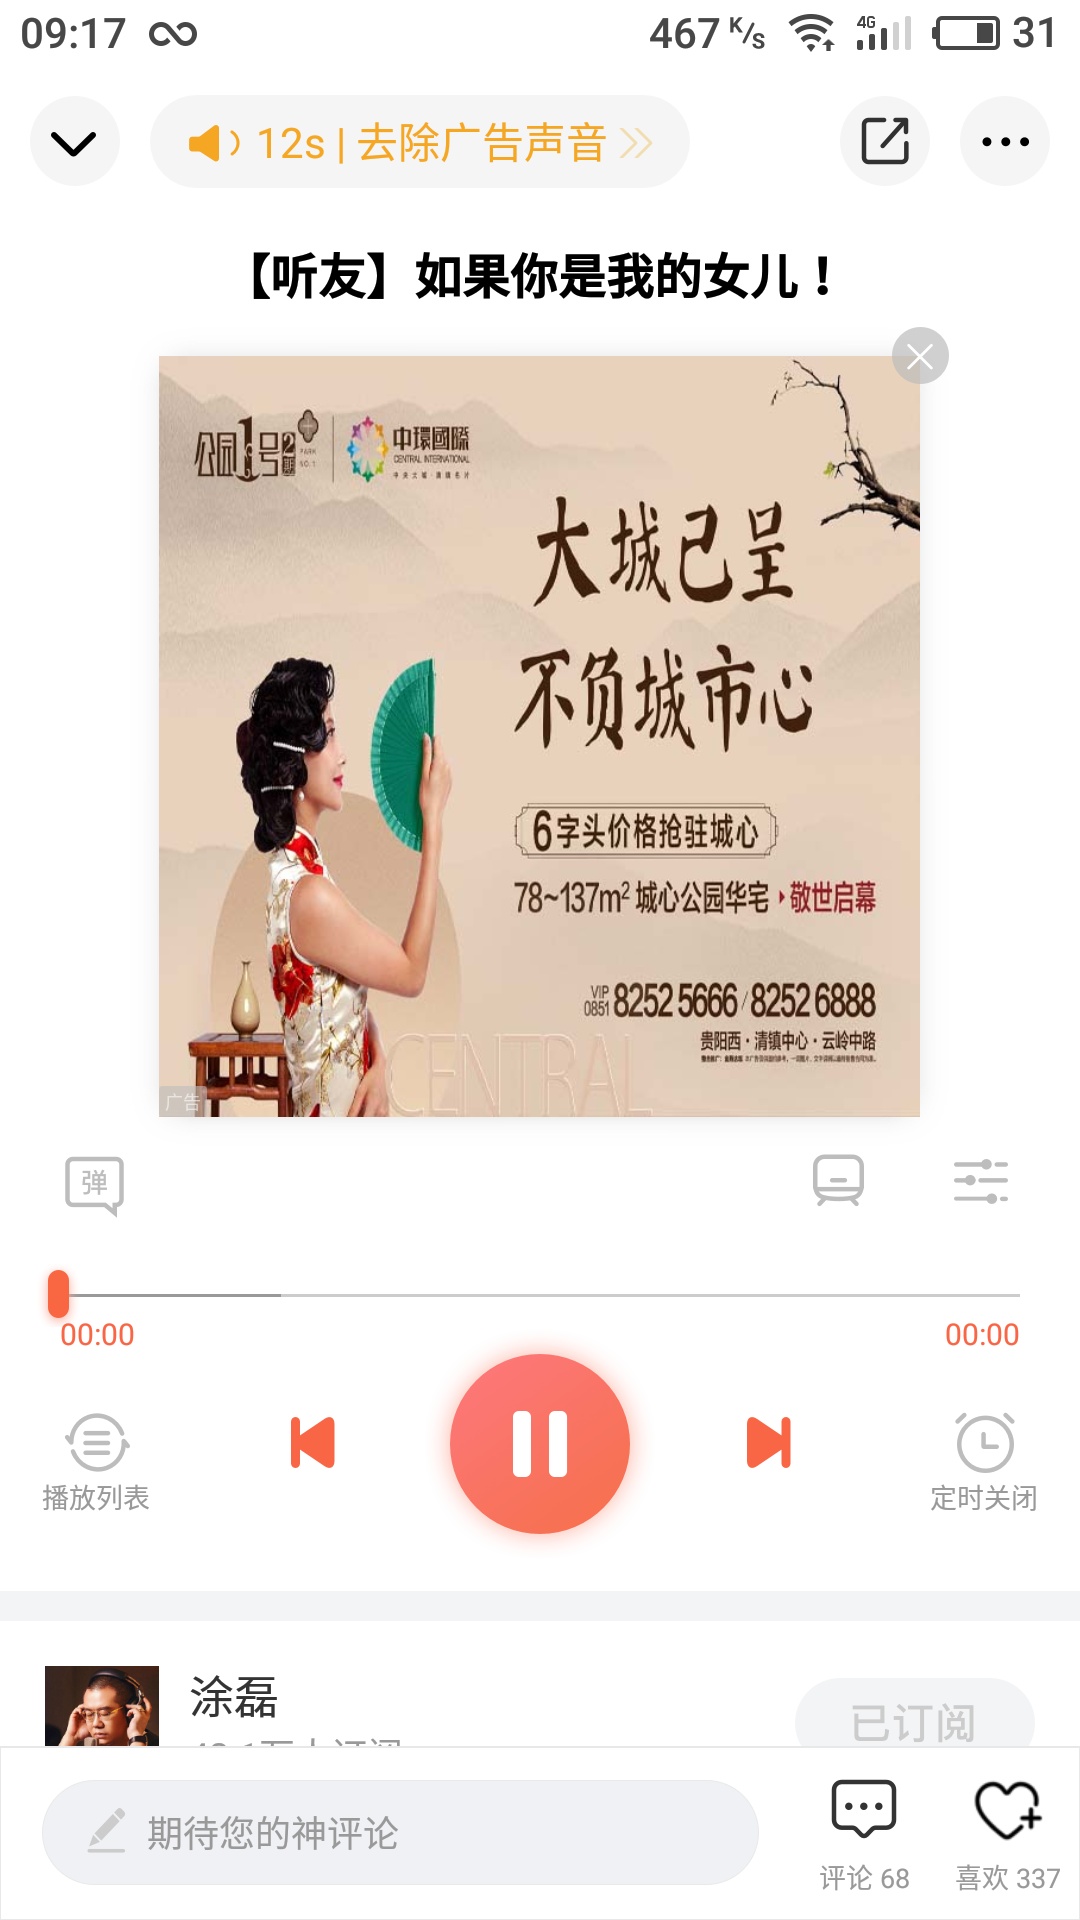 09:17
467 K/s 4G 31
12s | 去除广告声音
【听友】如果你是我的女儿！
公园1号 2期 PARK NO.1
中環國際
CENTRAL INTERNATIONAL
大城已呈
不负城市心
6字头价格抢驻城心
78~137m² 城心公园华宅 敬世启幕
VIP 0851 8252 5666 / 8252 6888
贵阳西·清镇中心·云岭中路
CENTRAL
广告
弹
00:00 00:00
播放列表 定时关闭
涂磊
已订阅
期待您的神评论
评论 68 喜欢 337